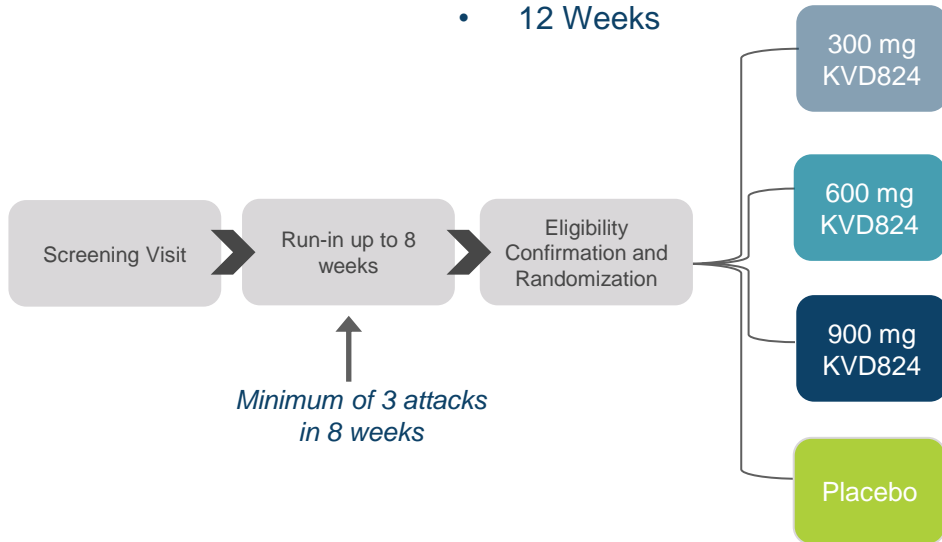 • 12 Weeks
300 mg
KVD824
Screening Visit
Run-in up to 8
weeks
Eligibility
Confirmation and
Randomization
600 mg
KVD824
900 mg
KVD824
Minimum of 3 attacks
in 8 weeks
Placebo